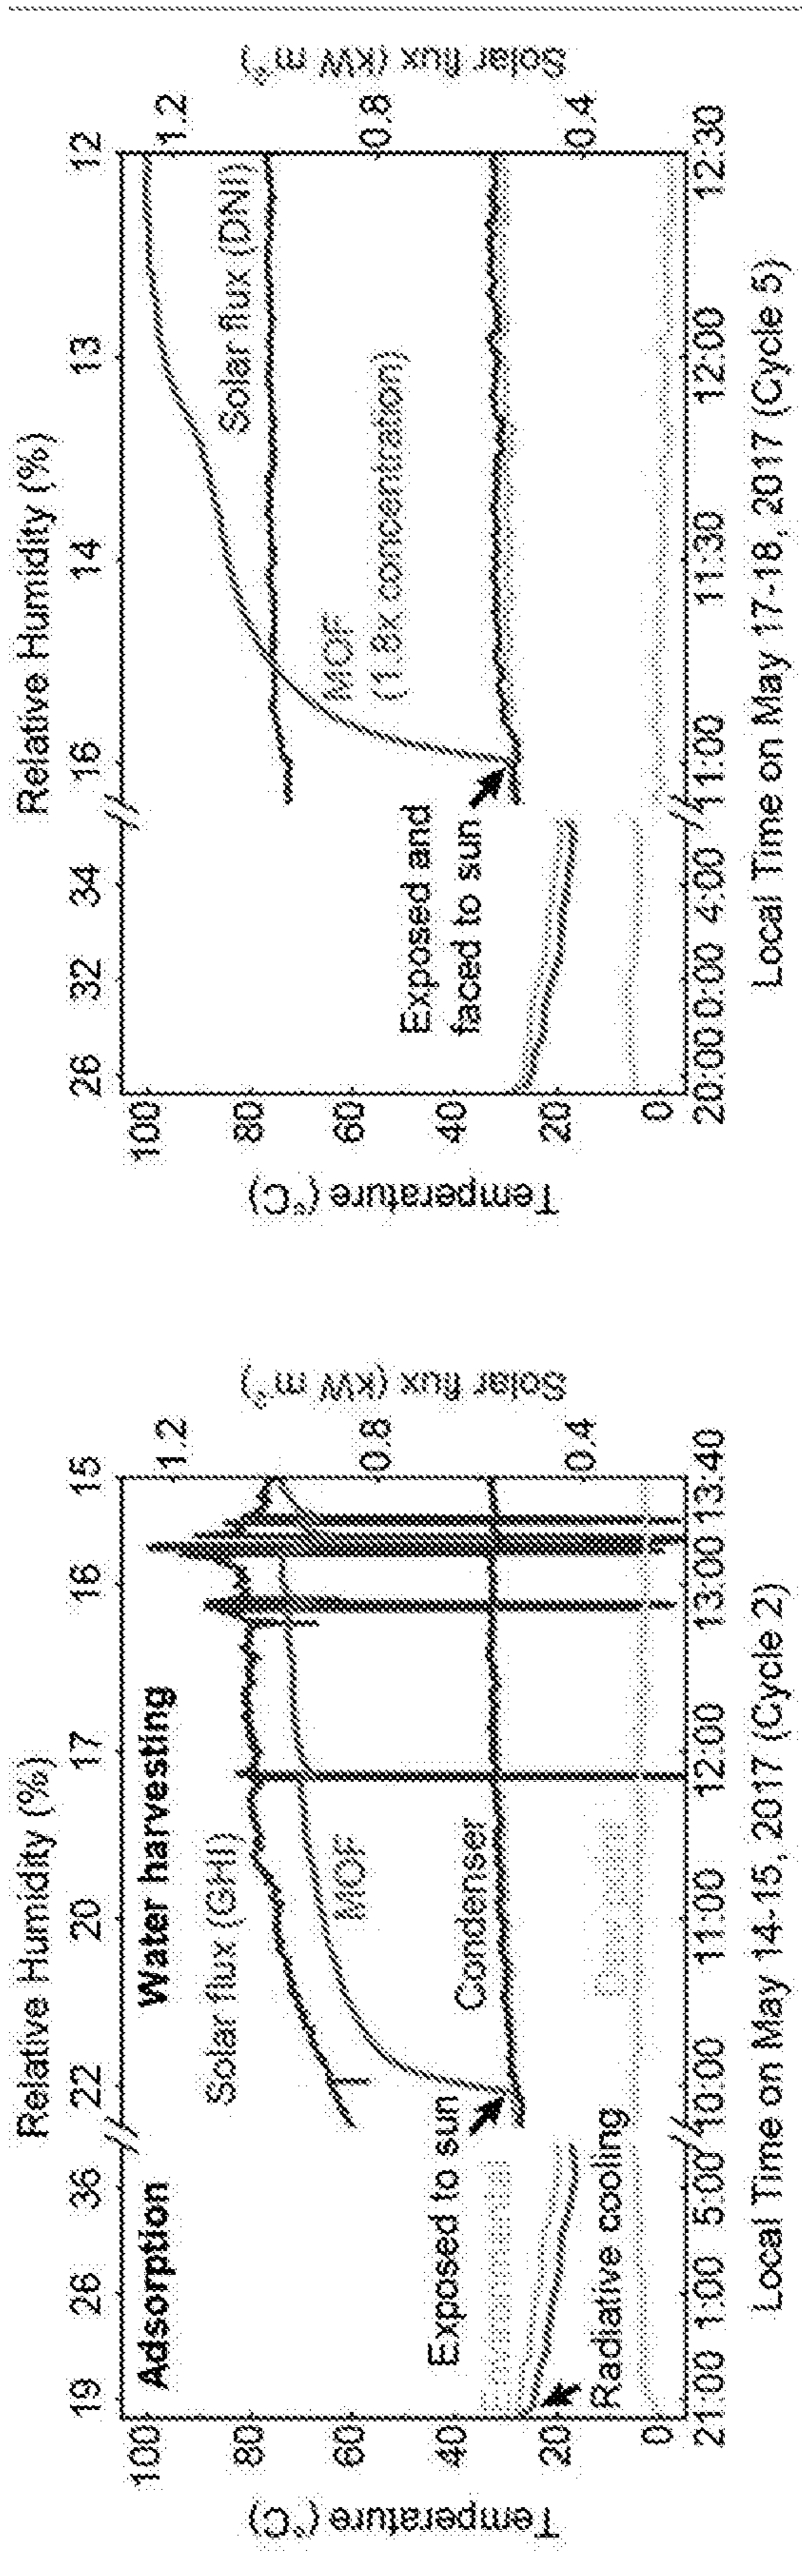 Relative Humidity (%)
19 26 36 22 20 17 16 15
Adsorption
Water harvesting
Solar flux (GHI)
MOF
Exposed to sun
Condenser
Radiative cooling
Temperature (°C)
100
80
60
40
20
0
Solar flux (kW m⁻²)
1.2
0.8
0.4
21:00 1:00 5:00 10:00 11:00 12:00 13:00 13:40
Local Time on May 14-15, 2017 (Cycle 2)
Relative Humidity (%)
26 32 34 16 14 13 12
Solar flux (DNI)
MOF
(1.8x concentration)
Exposed and
faced to sun
Temperature (°C)
100
80
60
40
20
0
Solar flux (kW m⁻²)
1.2
0.8
0.4
20:00 0:00 4:00 11:00 11:30 12:00 12:30
Local Time on May 17-18, 2017 (Cycle 5)